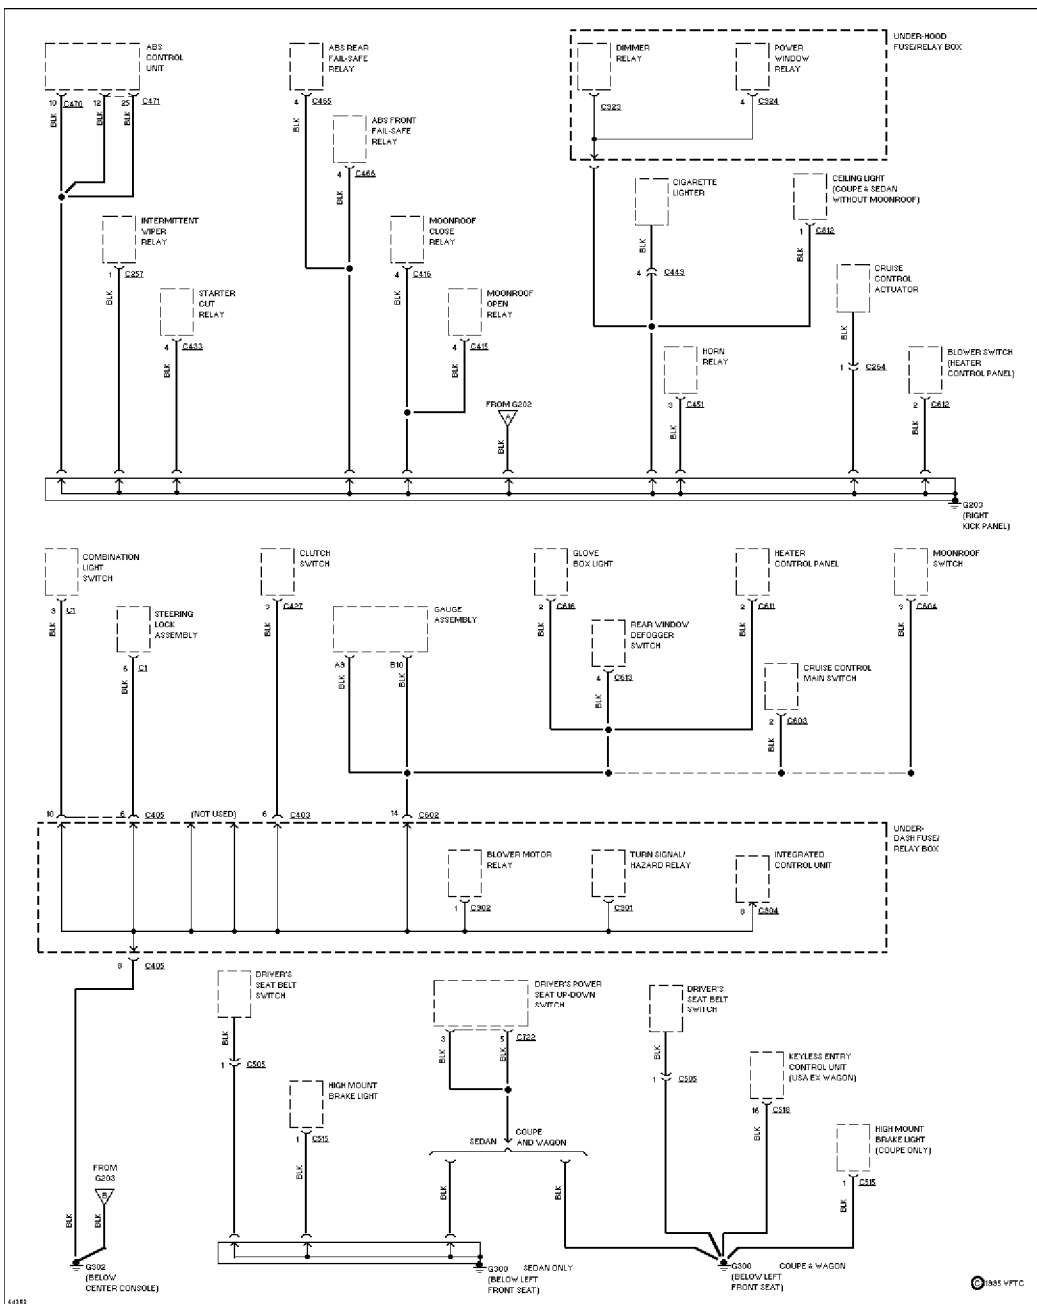 ABS
CONTROL
UNIT
10
C470
12
25
C471
BLK
BLK
BLK
ABS REAR
FAIL-SAFE
RELAY
4
C465
BLK
ABS FRONT
FAIL-SAFE
RELAY
4
C466
BLK
UNDER-HOOD
FUSE/RELAY BOX
DIMMER
RELAY
C923
POWER
WINDOW
RELAY
4
C924
CIGARETTE
LIGHTER
BLK
4
C449
CEILING LIGHT
(COUPE & SEDAN
WITHOUT MOONROOF)
1
C812
BLK
INTERMITTENT
WIPER
RELAY
1
C257
BLK
MOONROOF
CLOSE
RELAY
4
C416
BLK
CRUISE
CONTROL
ACTUATOR
BLK
1
C254
STARTER
CUT
RELAY
4
C433
BLK
MOONROOF
OPEN
RELAY
4
C415
BLK
HORN
RELAY
3
C451
BLK
BLOWER SWITCH
(HEATER
CONTROL PANEL)
2
C612
BLK
FROM G202
A
BLK
BLK
G203
(RIGHT
KICK PANEL)
COMBINATION
LIGHT
SWITCH
3
C1
BLK
STEERING
LOCK
ASSEMBLY
6
C1
BLK
CLUTCH
SWITCH
3
C427
BLK
GAUGE
ASSEMBLY
A3
B10
BLK
BLK
GLOVE
BOX LIGHT
2
C616
BLK
REAR WINDOW
DEFOGGER
SWITCH
4
C613
BLK
HEATER
CONTROL PANEL
2
C611
BLK
CRUISE CONTROL
MAIN SWITCH
2
C603
BLK
MOONROOF
SWITCH
3
C604
BLK
10
6
C405
(NOT USED)
6
C403
14
C602
UNDER-
DASH FUSE/
RELAY BOX
BLOWER MOTOR
RELAY
1
C902
TURN SIGNAL/
HAZARD RELAY
C901
INTEGRATED
CONTROL UNIT
8
C904
8
C405
DRIVER'S
SEAT BELT
SWITCH
BLK
1
C505
HIGH MOUNT
BRAKE LIGHT
1
C515
BLK
DRIVER'S POWER
SEAT UP-DOWN
SWITCH
3
5
C722
BLK
BLK
SEDAN
COUPE
AND WAGON
BLK
BLK
DRIVER'S
SEAT BELT
SWITCH
BLK
1
C505
KEYLESS ENTRY
CONTROL UNIT
(USA EX WAGON)
16
C518
BLK
HIGH MOUNT
BRAKE LIGHT
(COUPE ONLY)
1
C515
BLK
FROM
G203
B
BLK
BLK
BLK
G302
(BELOW
CENTER CONSOLE)
G300
SEDAN ONLY
(BELOW LEFT
FRONT SEAT)
G300
COUPE & WAGON
(BELOW LEFT
FRONT SEAT)